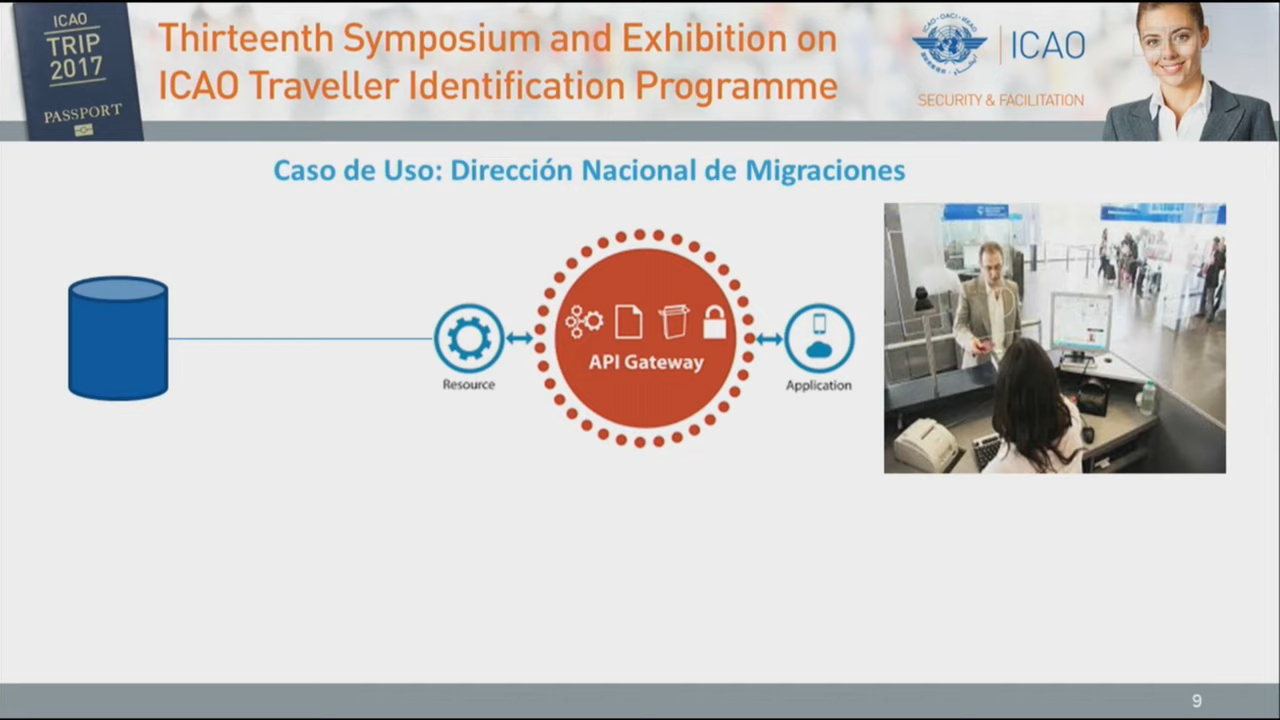 ICAO
TRIP
2017
PASSPORT
Thirteenth Symposium and Exhibition on
ICAO Traveller Identification Programme
ICAO
SECURITY & FACILITATION
Caso de Uso: Dirección Nacional de Migraciones
API Gateway
Resource
Application
9